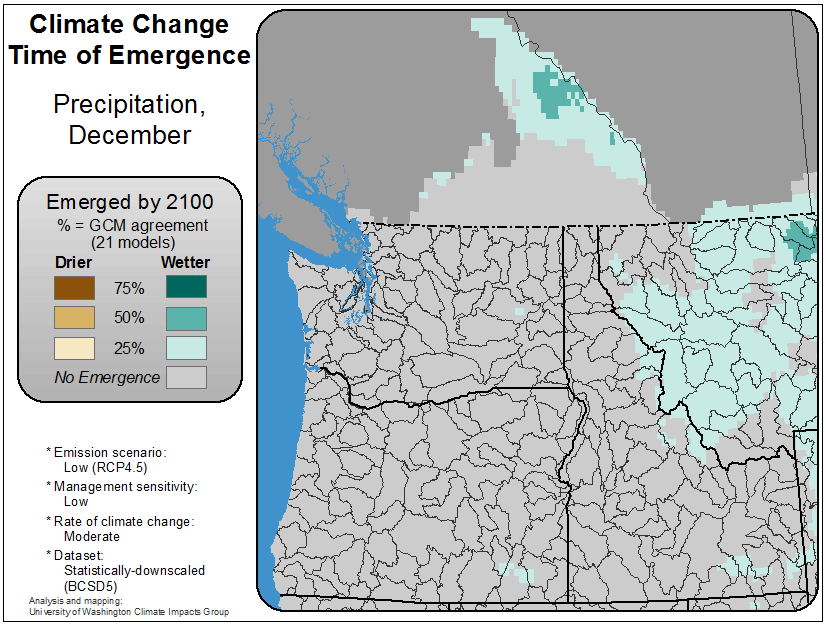 Climate Change
Time of Emergence
Precipitation,
December
Emerged by 2100
% = GCM agreement
(21 models)
Drier Wetter
75%
50%
25%
No Emergence
* Emission scenario:
Low (RCP4.5)
* Management sensitivity:
Low
* Rate of climate change:
Moderate
* Dataset:
Statistically-downscaled
(BCSD5)
Analysis and mapping:
University of Washington Climate Impacts Group